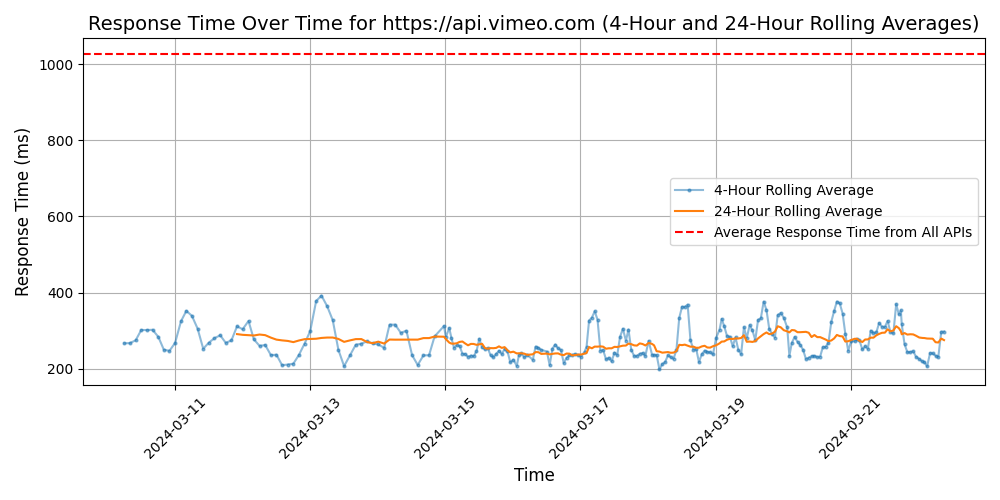 Response Time Over Time for https://api.vimeo.com (4-Hour and 24-Hour Rolling Averages)
Response Time (ms)
1000
800
600
400
200
4-Hour Rolling Average
24-Hour Rolling Average
Average Response Time from All APIs
2024-03-11
2024-03-13
2024-03-15
2024-03-17
2024-03-19
2024-03-21
Time